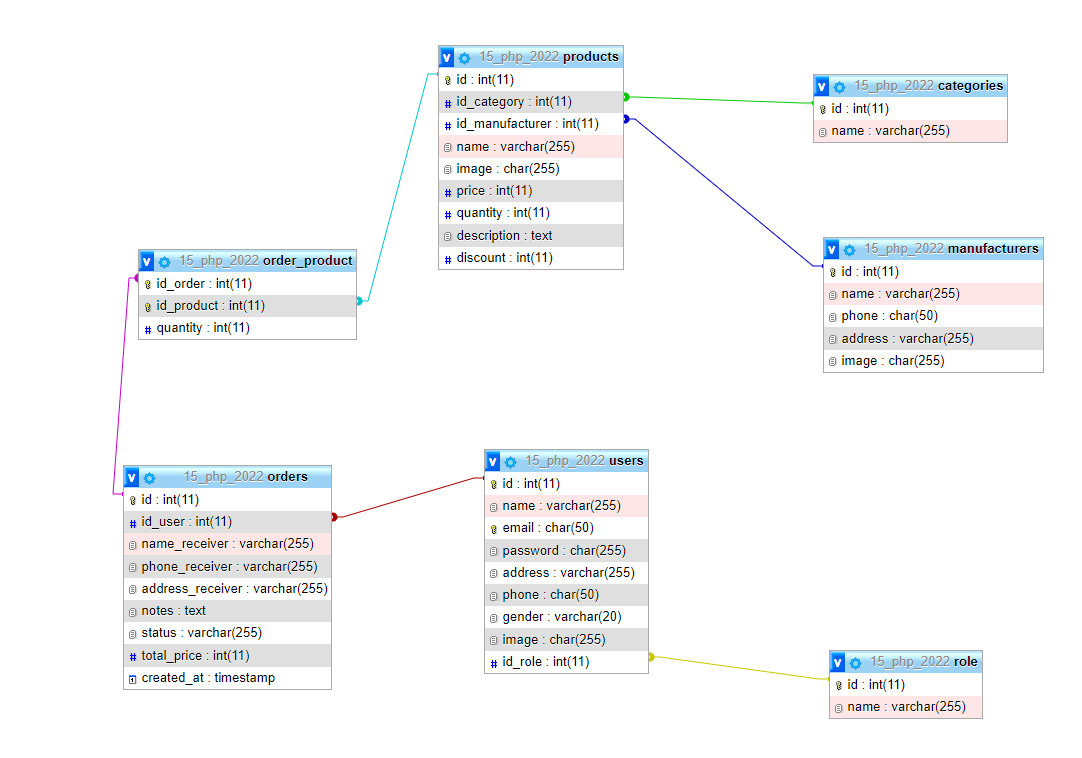 15_php_2022 products
id : int(11)
id_category : int(11)
id_manufacturer : int(11)
name : varchar(255)
image : char(255)
price : int(11)
quantity : int(11)
description : text
discount : int(11)
15_php_2022 categories
id : int(11)
name : varchar(255)
15_php_2022 manufacturers
id : int(11)
name : varchar(255)
phone : char(50)
address : varchar(255)
image : char(255)
15_php_2022 order_product
id_order : int(11)
id_product : int(11)
quantity : int(11)
15_php_2022 orders
id : int(11)
id_user : int(11)
name_receiver : varchar(255)
phone_receiver : varchar(255)
address_receiver : varchar(255)
notes : text
status : varchar(255)
total_price : int(11)
created_at : timestamp
15_php_2022 users
id : int(11)
name : varchar(255)
email : char(50)
password : char(255)
address : varchar(255)
phone : char(50)
gender : varchar(20)
image : char(255)
id_role : int(11)
15_php_2022 role
id : int(11)
name : varchar(255)